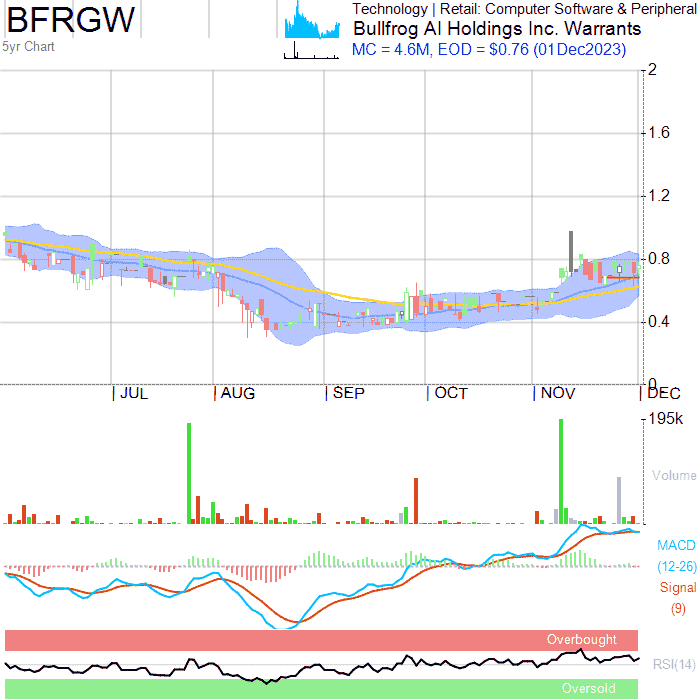 BFRGW
5yr Chart
Technology | Retail: Computer Software & Peripheral
Bullfrog AI Holdings Inc. Warrants
MC = 4.6M, EOD = $0.76 (01Dec2023)
2
1.6
1.2
0.8
0.4
0
JUL
AUG
SEP
OCT
NOV
DEC
195k
Volume
MACD
(12-26)
Signal
(9)
Overbought
RSI(14)
Oversold